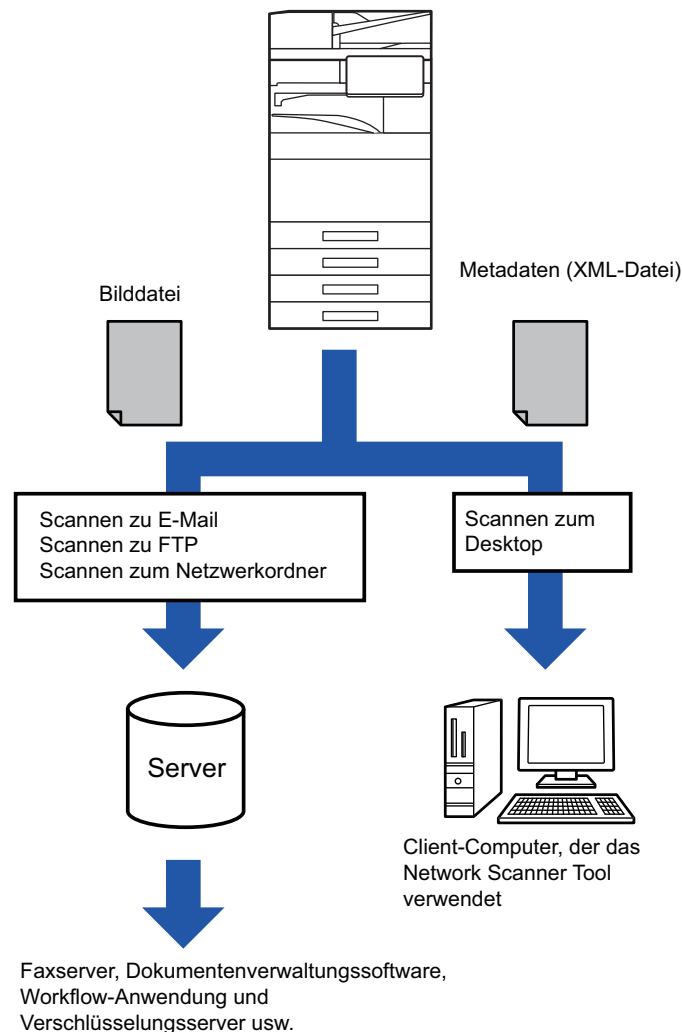 Bilddatei
Metadaten (XML-Datei)
Scannen zu E-Mail
Scannen zu FTP
Scannen zum Netzwerkordner
Scannen zum
Desktop
Server
Client-Computer, der das
Network Scanner Tool
verwendet
Faxserver, Dokumentenverwaltungssoftware,
Workflow-Anwendung und
Verschlüsselungsserver usw.